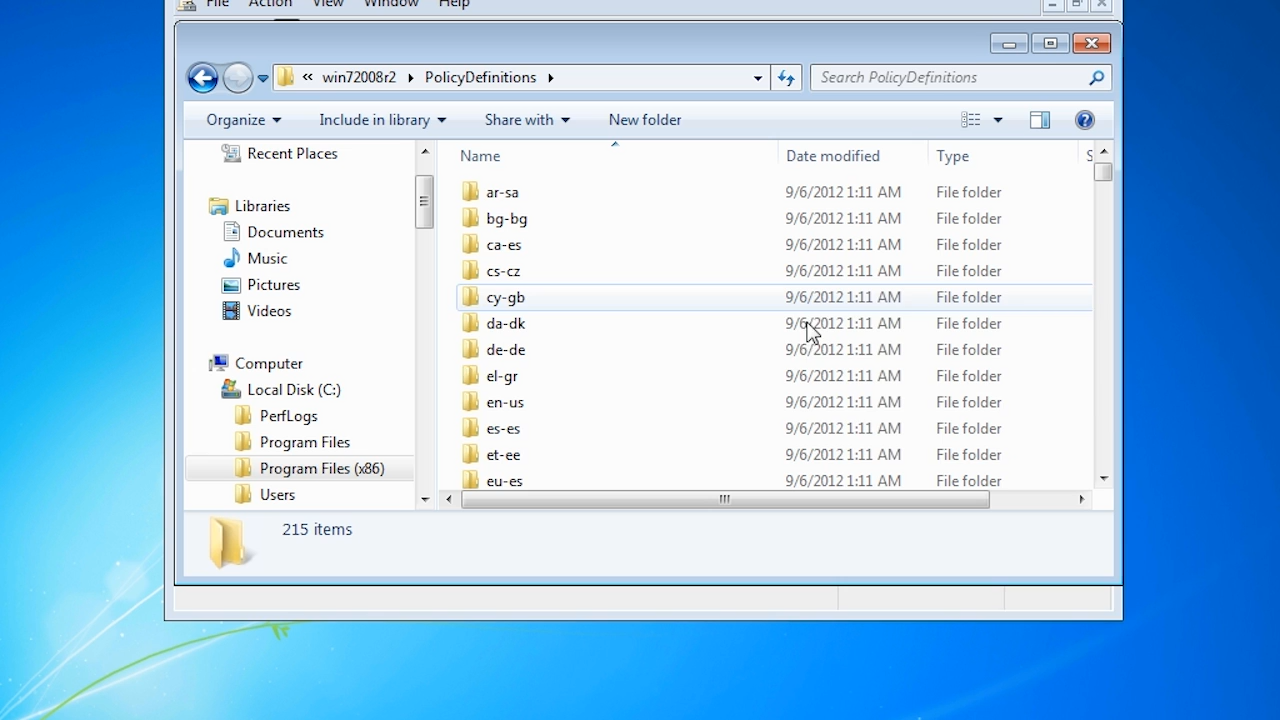 File Action View Window Help
« win72008r2 PolicyDefinitions Search PolicyDefinitions
Organize Include in library Share with New folder
Recent Places
Libraries
Documents
Music
Pictures
Videos
Computer
Local Disk (C:)
PerfLogs
Program Files
Program Files (x86)
Users
Name Date modified Type S
ar-sa 9/6/2012 1:11 AM File folder
bg-bg 9/6/2012 1:11 AM File folder
ca-es 9/6/2012 1:11 AM File folder
cs-cz 9/6/2012 1:11 AM File folder
cy-gb 9/6/2012 1:11 AM File folder
da-dk 9/6/2012 1:11 AM File folder
de-de 9/6/2012 1:11 AM File folder
el-gr 9/6/2012 1:11 AM File folder
en-us 9/6/2012 1:11 AM File folder
es-es 9/6/2012 1:11 AM File folder
et-ee 9/6/2012 1:11 AM File folder
eu-es 9/6/2012 1:11 AM File folder
215 items